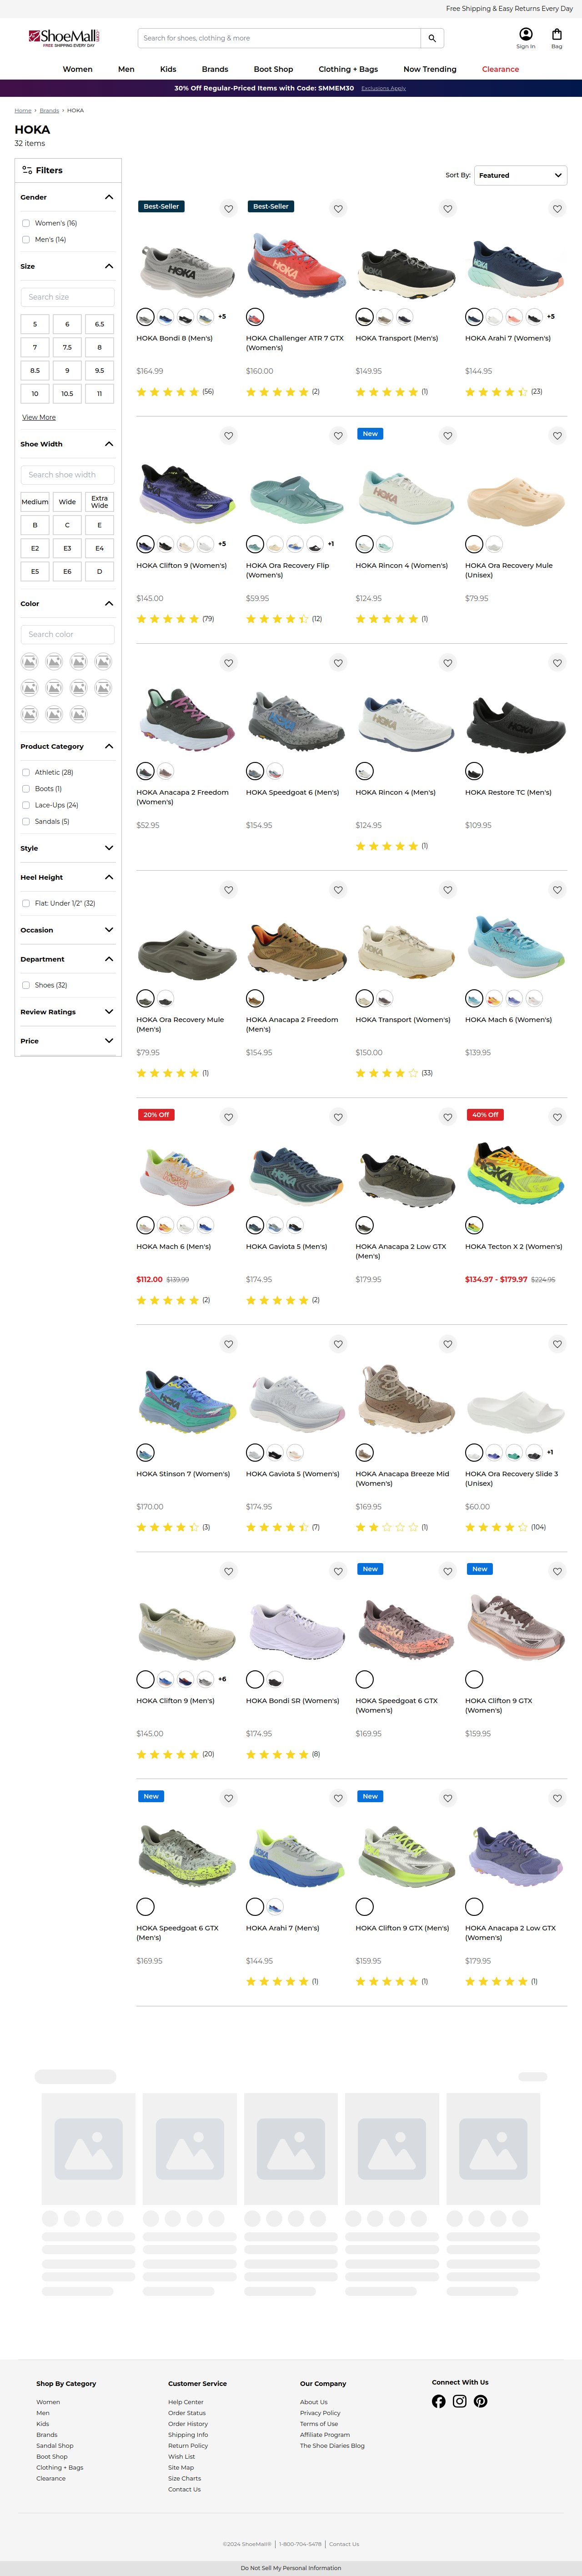 Free Shipping & Easy Returns Every Day
ShoeMall
FREE SHIPPING EVERY DAY
Search for shoes, clothing & more
Sign In
Bag
Women
Men
Kids
Brands
Boot Shop
Clothing + Bags
Now Trending
Clearance
30% Off Regular-Priced Items with Code: SMMEM30 Exclusions Apply
Home › Brands › HOKA
HOKA
32 items
Filters
Gender
Women's (16)
Men's (14)
Size
Search size
5 6 6.5
7 7.5 8
8.5 9 9.5
10 10.5 11
View More
Shoe Width
Search shoe width
Medium Wide Extra Wide
B C E
E2 E3 E4
E5 E6 D
Color
Search color
Product Category
Athletic (28)
Boots (1)
Lace-Ups (24)
Sandals (5)
Style
Heel Height
Flat: Under 1/2" (32)
Occasion
Department
Shoes (32)
Review Ratings
Price
Sort By: Featured
Best-Seller
+5
HOKA Bondi 8 (Men's)
$164.99
(56)
Best-Seller
HOKA Challenger ATR 7 GTX (Women's)
$160.00
(2)
HOKA Transport (Men's)
$149.95
(1)
+5
HOKA Arahi 7 (Women's)
$144.95
(23)
+5
HOKA Clifton 9 (Women's)
$145.00
(79)
+1
HOKA Ora Recovery Flip (Women's)
$59.95
(12)
New
HOKA Rincon 4 (Women's)
$124.95
(1)
HOKA Ora Recovery Mule (Unisex)
$79.95
HOKA Anacapa 2 Freedom (Women's)
$52.95
HOKA Speedgoat 6 (Men's)
$154.95
HOKA Rincon 4 (Men's)
$124.95
(1)
HOKA Restore TC (Men's)
$109.95
HOKA Ora Recovery Mule (Men's)
$79.95
(1)
HOKA Anacapa 2 Freedom (Men's)
$154.95
HOKA Transport (Women's)
$150.00
(33)
HOKA Mach 6 (Women's)
$139.95
20% Off
HOKA Mach 6 (Men's)
$112.00 $139.99
(2)
HOKA Gaviota 5 (Men's)
$174.95
(2)
HOKA Anacapa 2 Low GTX (Men's)
$179.95
40% Off
HOKA Tecton X 2 (Women's)
$134.97 - $179.97 $224.95
HOKA Stinson 7 (Women's)
$170.00
(3)
HOKA Gaviota 5 (Women's)
$174.95
(7)
HOKA Anacapa Breeze Mid (Women's)
$169.95
(1)
+1
HOKA Ora Recovery Slide 3 (Unisex)
$60.00
(104)
+6
HOKA Clifton 9 (Men's)
$145.00
(20)
HOKA Bondi SR (Women's)
$174.95
(8)
New
HOKA Speedgoat 6 GTX (Women's)
$169.95
New
HOKA Clifton 9 GTX (Women's)
$159.95
New
HOKA Speedgoat 6 GTX (Men's)
$169.95
HOKA Arahi 7 (Men's)
$144.95
(1)
New
HOKA Clifton 9 GTX (Men's)
$159.95
(1)
HOKA Anacapa 2 Low GTX (Women's)
$179.95
(1)
Shop By Category
Women
Men
Kids
Brands
Sandal Shop
Boot Shop
Clothing + Bags
Clearance
Customer Service
Help Center
Order Status
Order History
Shipping Info
Return Policy
Wish List
Site Map
Size Charts
Contact Us
Our Company
About Us
Privacy Policy
Terms of Use
Affiliate Program
The Shoe Diaries Blog
Connect With Us
©2024 ShoeMall® | 1-800-704-5478 | Contact Us
Do Not Sell My Personal Information